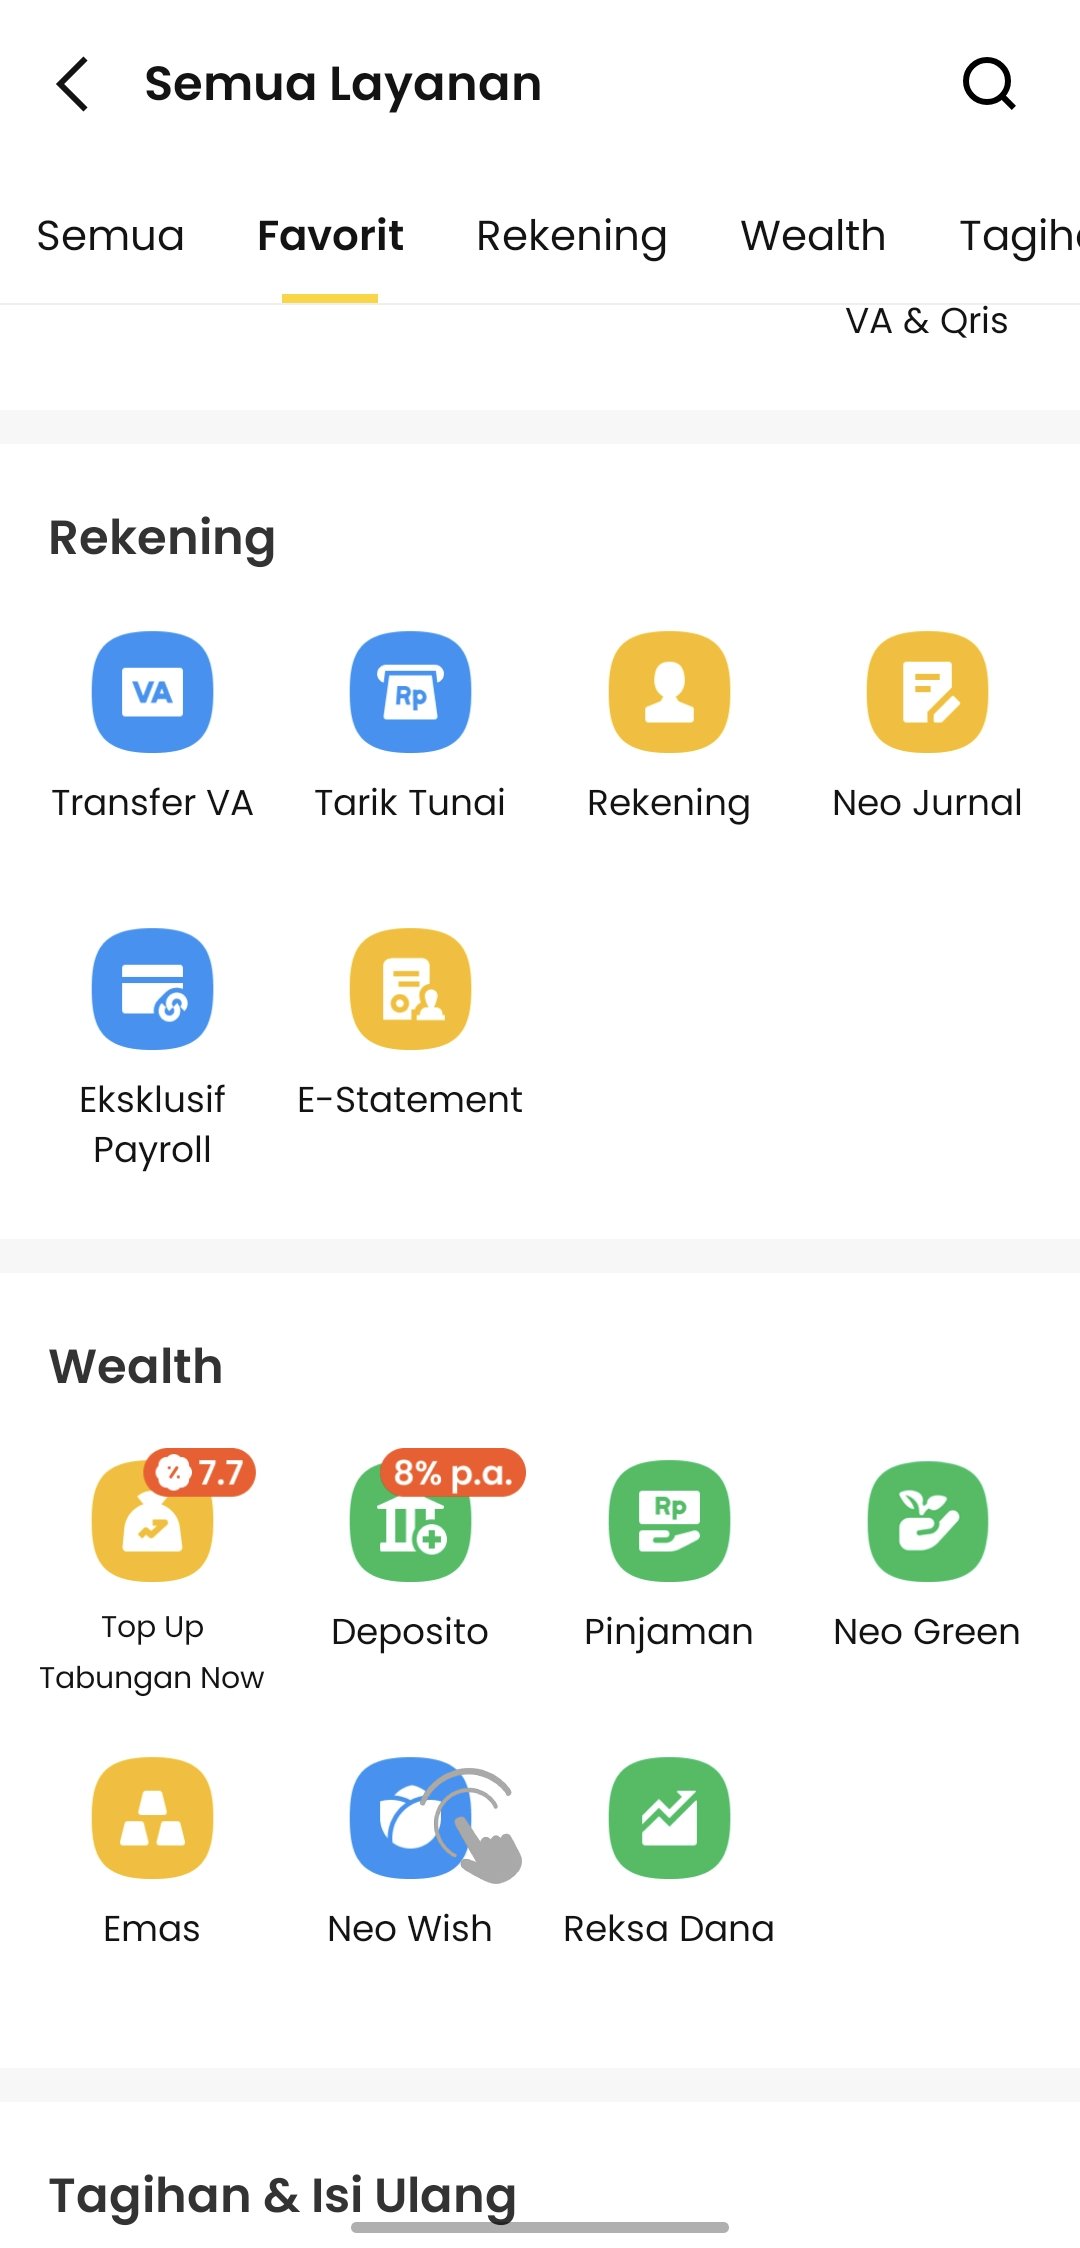 Semua Layanan
Semua Favorit Rekening Wealth Tagih
VA & Qris
Rekening
VA Rp
Transfer VA Tarik Tunai Rekening Neo Jurnal
Eksklusif E-Statement
Payroll
Wealth
7.7 8% p.a.
Rp
Top Up Deposito Pinjaman Neo Green
Tabungan Now
Emas Neo Wish Reksa Dana
Tagihan & Isi Ulang